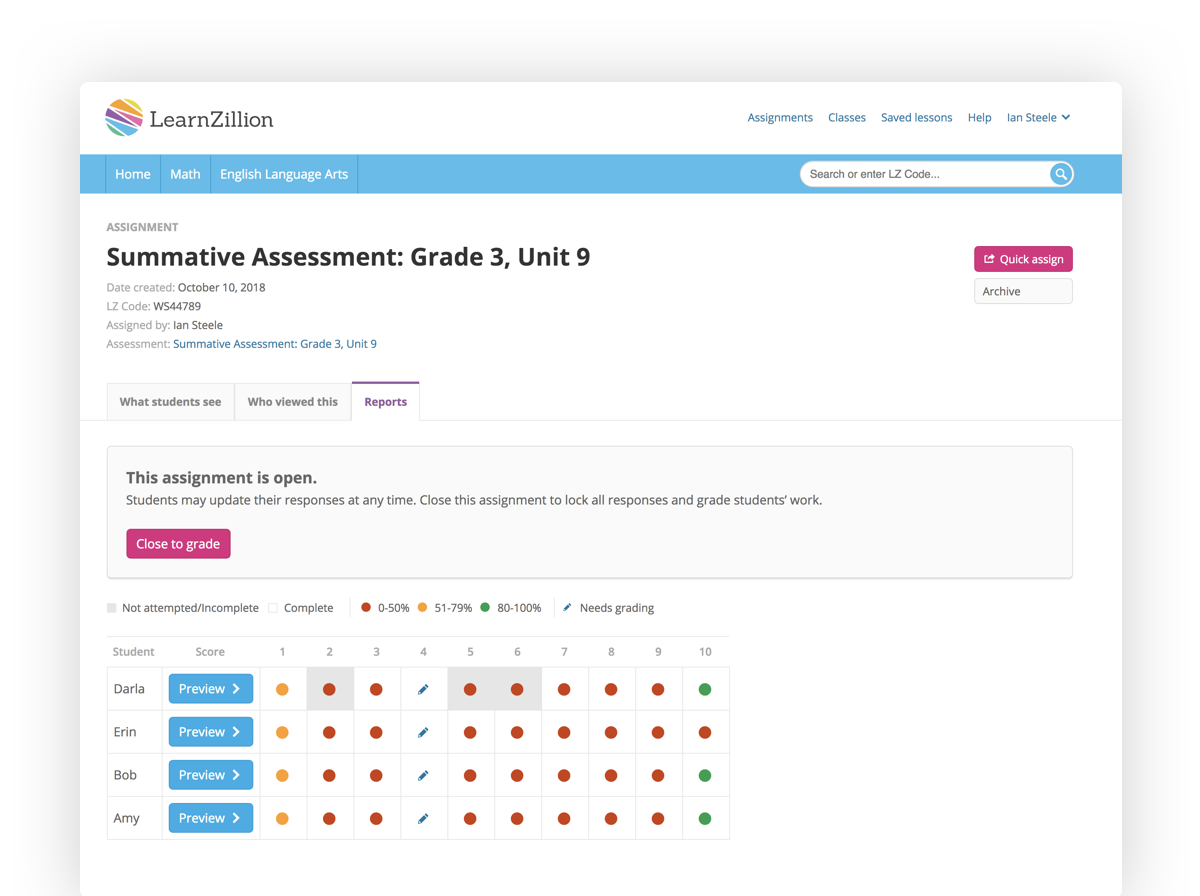 LearnZillion
Assignments Classes Saved lessons Help Ian Steele
Home Math English Language Arts Search or enter LZ Code...
ASSIGNMENT
Summative Assessment: Grade 3, Unit 9
Quick assign
Date created: October 10, 2018
Archive
LZ Code: WS44789
Assigned by: Ian Steele
Assessment: Summative Assessment: Grade 3, Unit 9
What students see Who viewed this Reports
This assignment is open.
Students may update their responses at any time. Close this assignment to lock all responses and grade students’ work.
Close to grade
Not attempted/Incomplete Complete 0-50% 51-79% 80-100% Needs grading
Student Score 1 2 3 4 5 6 7 8 9 10
Darla Preview
Erin Preview
Bob Preview
Amy Preview